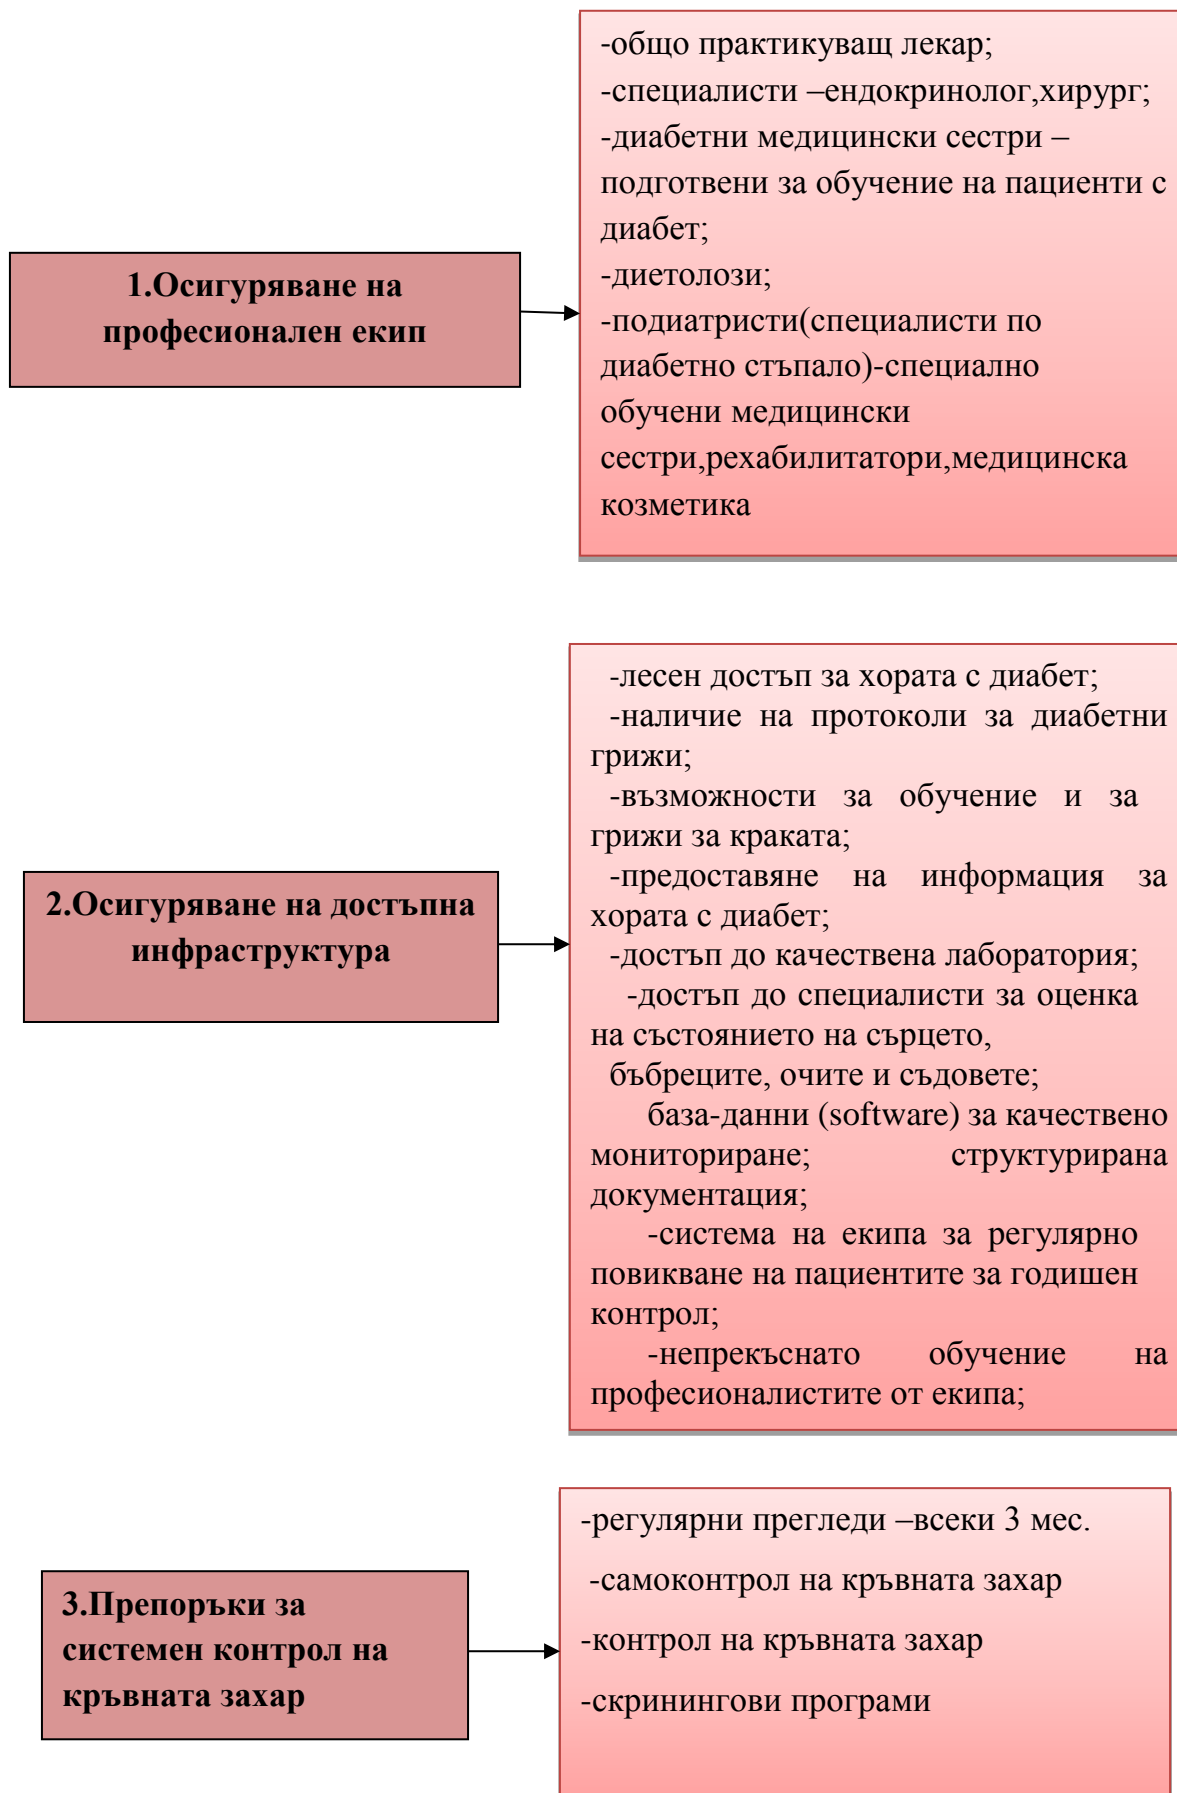 -общо практикуващ лекар;
-специалисти –ендокринолог,хирург;
-диабетни медицински сестри –
подготвени за обучение на пациенти с
диабет;
-диетолози;
-подиатристи(специалисти по
диабетно стъпало)-специално
обучени медицински
сестри,рехабилитатори,медицинска
козметика
1.Осигуряване на
професионален екип
-лесен достъп за хората с диабет;
-наличие на протоколи за диабетни
грижи;
-възможности за обучение и за
грижи за краката;
-предоставяне на информация за
хората с диабет;
-достъп до качествена лаборатория;
-достъп до специалисти за оценка
на състоянието на сърцето,
бъбреците, очите и съдовете;
база-данни (software) за качествено
мониториране; структурирана
документация;
-система на екипа за регулярно
повикване на пациентите за годишен
контрол;
-непрекъснато обучение на
професионалистите от екипа;
2.Осигуряване на достъпна
инфраструктура
-регулярни прегледи –всеки 3 мес.
-самоконтрол на кръвната захар
-контрол на кръвната захар
-скринингови програми
3.Препоръки за
системен контрол на
кръвната захар